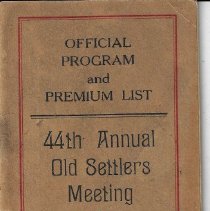 OFFICIAL
PROGRAM
and
PREMIUM LIST
44th Annual
Old Settlers
Meeting